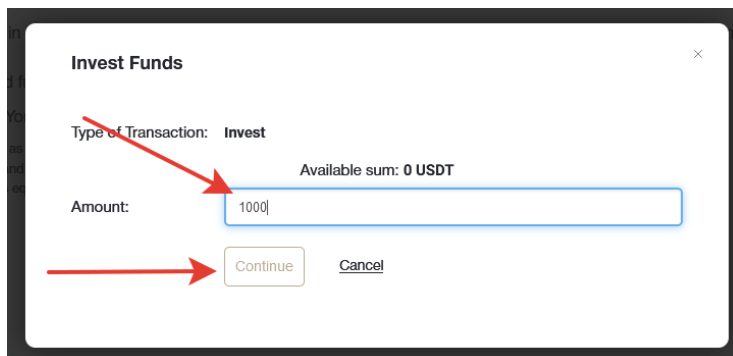 Invest Funds
Type of Transaction: Invest
Available sum: 0 USDT
Amount: 1000
Continue Cancel